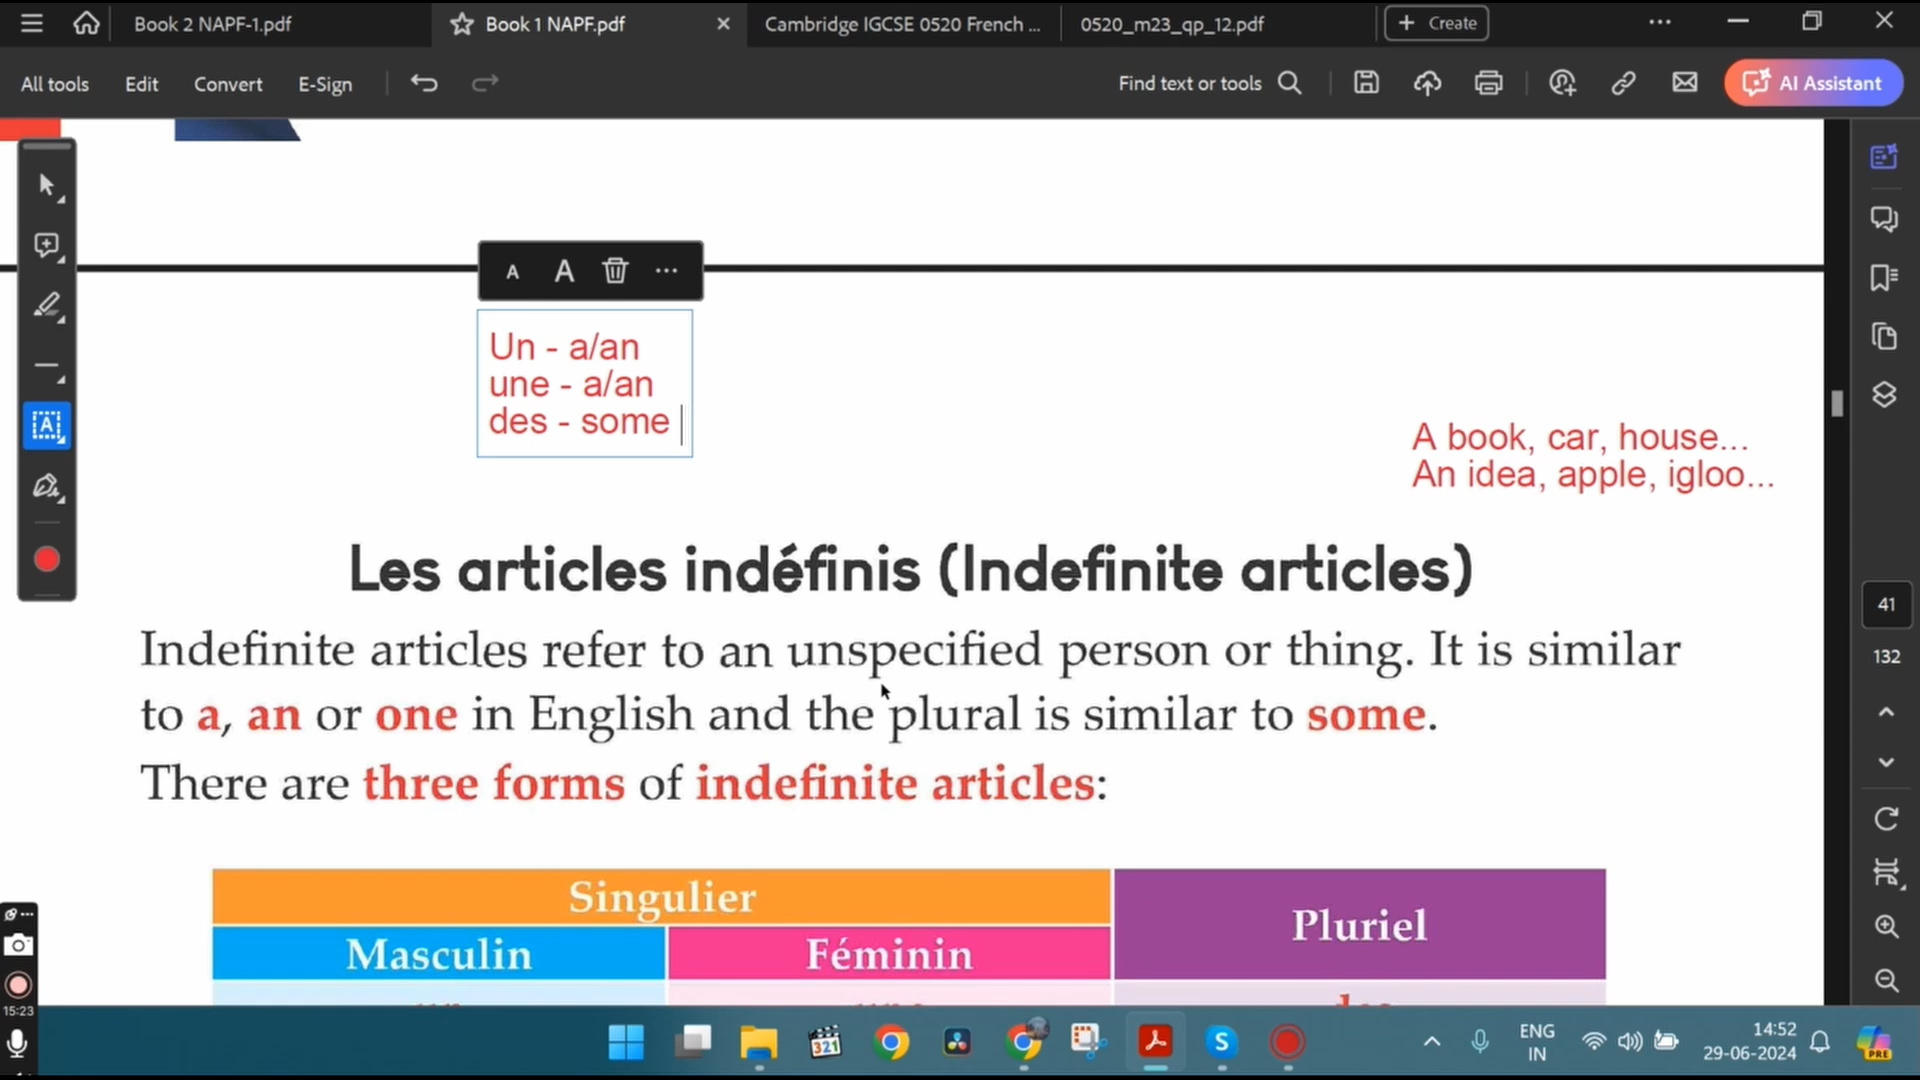 Book 2 NAPF-1.pdf
Book 1 NAPF.pdf
Cambridge IGCSE 0520 French ...
0520_m23_qp_12.pdf
Create
All tools
Edit
Convert
E-Sign
Find text or tools
AI Assistant
A A
Un - a/an
une - a/an
des - some
A book, car, house...
An idea, apple, igloo...
Les articles indéfinis (Indefinite articles)
Indefinite articles refer to an unspecified person or thing. It is similar
to a, an or one in English and the plural is similar to some.
There are three forms of indefinite articles:
Singulier
Pluriel
Masculin
Féminin
41
132
15:23
321
S
ENG
IN
14:52
29-06-2024
PRE